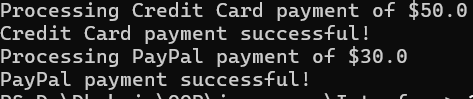 Processing Credit Card payment of $50.0
Credit Card payment successful!
Processing PayPal payment of $30.0
PayPal payment successful!